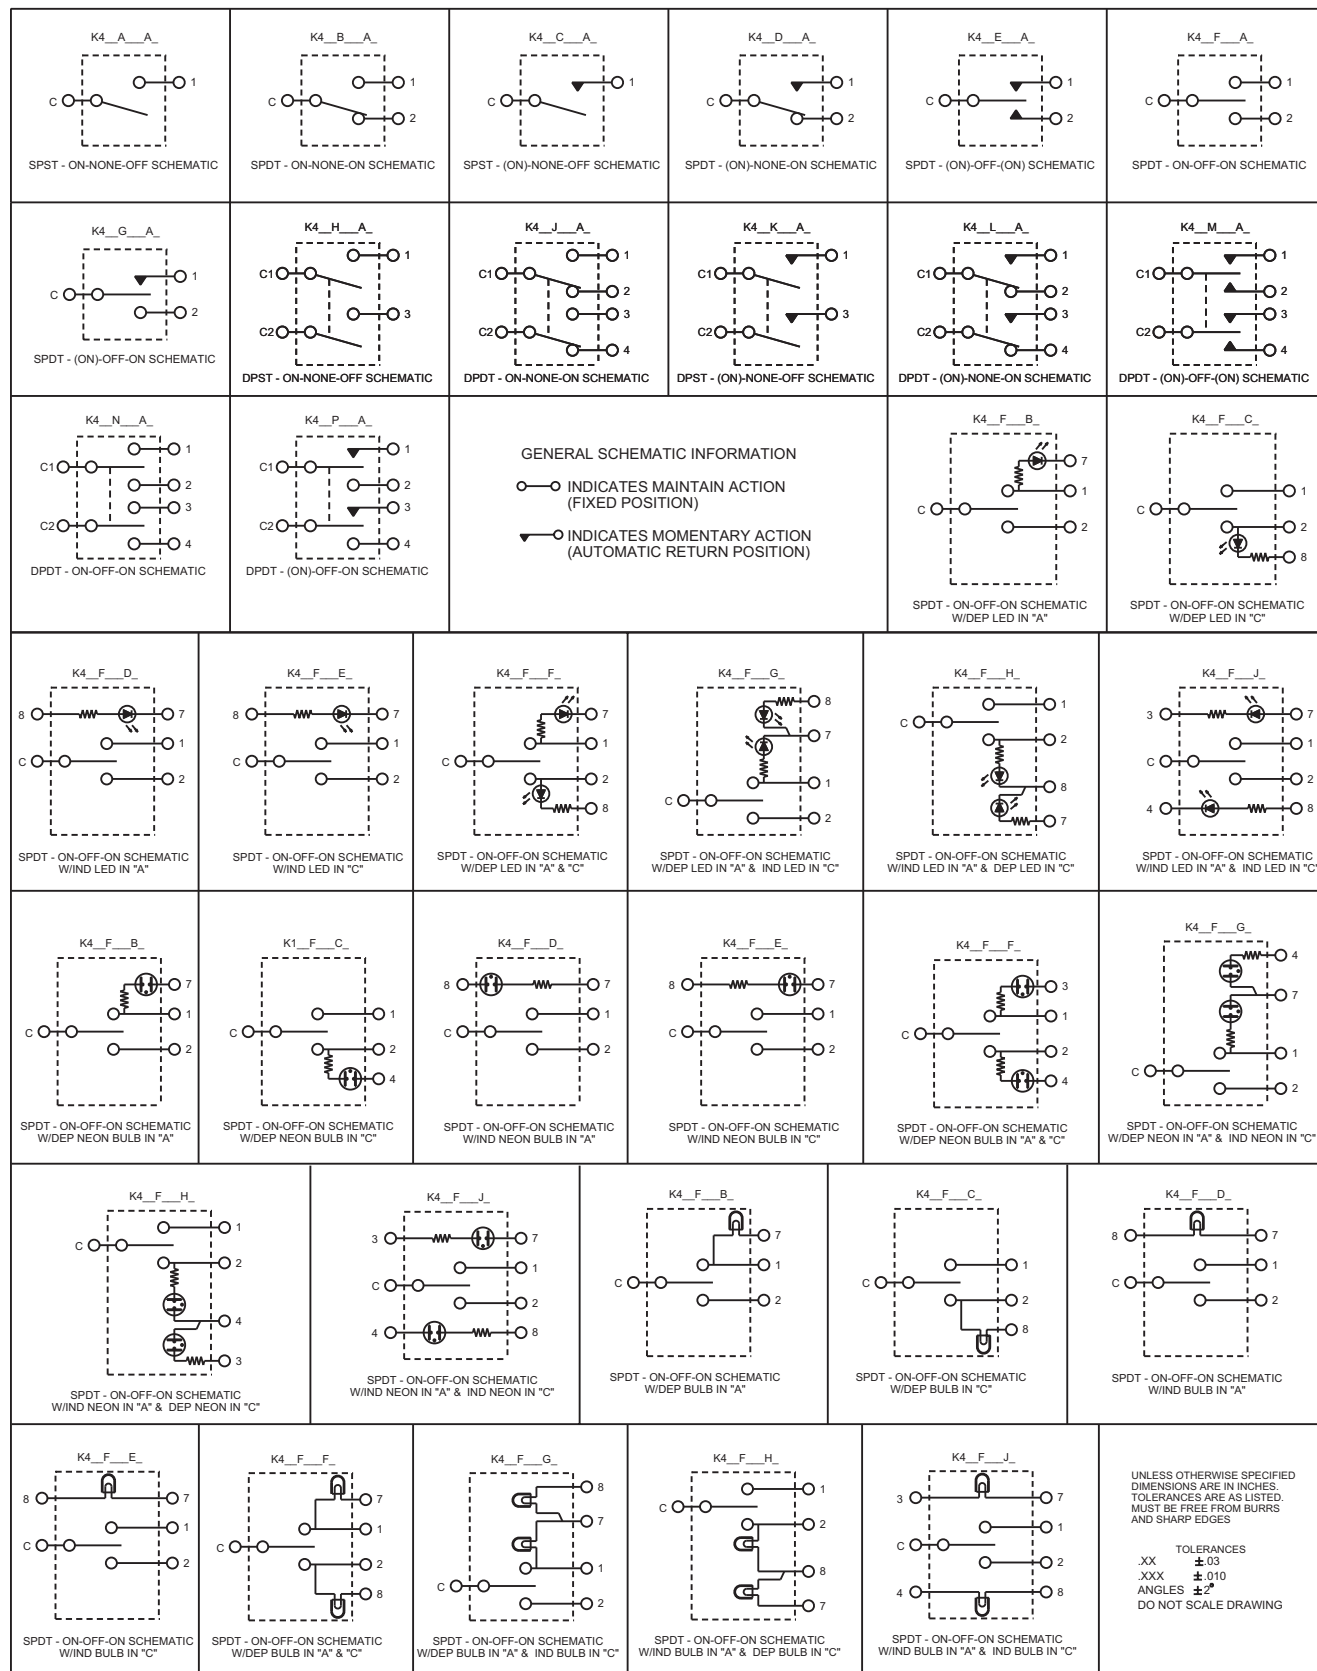 K4__A___A_
1
C
SPST - ON-NONE-OFF SCHEMATIC
K4__B___A_
1
C
2
SPDT - ON-NONE-ON SCHEMATIC
K4__C___A_
1
C
SPST - (ON)-NONE-OFF SCHEMATIC
K4__D___A_
1
C
2
SPDT - (ON)-NONE-ON SCHEMATIC
K4__E___A_
1
C
2
SPDT - (ON)-OFF-(ON) SCHEMATIC
K4__F___A_
1
C
2
SPDT - ON-OFF-ON SCHEMATIC
K4__G___A_
1
C
2
SPDT - (ON)-OFF-ON SCHEMATIC
K4__H___A_
1
C1
3
C2
DPST - ON-NONE-OFF SCHEMATIC
K4__J___A_
1
C1
2
3
C2
4
DPDT - ON-NONE-ON SCHEMATIC
K4__K___A_
1
C1
3
C2
DPST - (ON)-NONE-OFF SCHEMATIC
K4__L___A_
1
C1
2
3
C2
4
DPDT - (ON)-NONE-ON SCHEMATIC
K4__M___A_
1
C1
2
3
C2
4
DPDT - (ON)-OFF-(ON) SCHEMATIC
K4__N___A_
1
C1
2
3
C2
4
DPDT - ON-OFF-ON SCHEMATIC
K4__P___A_
1
C1
2
3
C2
4
DPDT - (ON)-OFF-ON SCHEMATIC
GENERAL SCHEMATIC INFORMATION
INDICATES MAINTAIN ACTION
(FIXED POSITION)
INDICATES MOMENTARY ACTION
(AUTOMATIC RETURN POSITION)
K4__F___B_
7
1
C
2
SPDT - ON-OFF-ON SCHEMATIC
W/DEP LED IN "A"
K4__F___C_
1
C
2
8
SPDT - ON-OFF-ON SCHEMATIC
W/DEP LED IN "C"
K4__F___D_
8
7
1
C
2
SPDT - ON-OFF-ON SCHEMATIC
W/IND LED IN "A"
K4__F___E_
8
7
1
C
2
SPDT - ON-OFF-ON SCHEMATIC
W/IND LED IN "C"
K4__F___F_
7
1
C
2
8
SPDT - ON-OFF-ON SCHEMATIC
W/DEP LED IN "A" & "C"
K4__F___G_
8
7
1
C
2
SPDT - ON-OFF-ON SCHEMATIC
W/DEP LED IN "A" & IND LED IN "C"
K4__F___H_
1
C
2
8
7
SPDT - ON-OFF-ON SCHEMATIC
W/IND LED IN "A" & DEP LED IN "C"
K4__F___J_
3
7
1
C
2
4
8
SPDT - ON-OFF-ON SCHEMATIC
W/IND LED IN "A" & IND LED IN "C"
K4__F___B_
7
1
C
2
SPDT - ON-OFF-ON SCHEMATIC
W/DEP NEON BULB IN "A"
K1__F___C_
1
C
2
4
SPDT - ON-OFF-ON SCHEMATIC
W/DEP NEON BULB IN "C"
K4__F___D_
8
7
1
C
2
SPDT - ON-OFF-ON SCHEMATIC
W/IND NEON BULB IN "A"
K4__F___E_
8
7
1
C
2
SPDT - ON-OFF-ON SCHEMATIC
W/IND NEON BULB IN "C"
K4__F___F_
3
1
C
2
4
SPDT - ON-OFF-ON SCHEMATIC
W/DEP NEON BULB IN "A" & "C"
K4__F___G_
4
7
1
C
2
SPDT - ON-OFF-ON SCHEMATIC
W/DEP NEON IN "A" & IND NEON IN "C"
K4__F___H_
1
C
2
4
3
SPDT - ON-OFF-ON SCHEMATIC
W/IND NEON IN "A" & DEP NEON IN "C"
K4__F___J_
3
7
1
C
2
4
8
SPDT - ON-OFF-ON SCHEMATIC
W/IND NEON IN "A" & IND NEON IN "C"
K4__F___B_
7
1
C
2
SPDT - ON-OFF-ON SCHEMATIC
W/DEP BULB IN "A"
K4__F___C_
1
C
2
8
SPDT - ON-OFF-ON SCHEMATIC
W/DEP BULB IN "C"
K4__F___D_
8
7
1
C
2
SPDT - ON-OFF-ON SCHEMATIC
W/IND BULB IN "A"
K4__F___E_
8
7
1
C
2
SPDT - ON-OFF-ON SCHEMATIC
W/IND BULB IN "C"
K4__F___F_
7
1
C
2
8
SPDT - ON-OFF-ON SCHEMATIC
W/DEP BULB IN "A" & "C"
K4__F___G_
8
7
1
C
2
SPDT - ON-OFF-ON SCHEMATIC
W/DEP BULB IN "A" & IND BULB IN "C"
K4__F___H_
1
C
2
8
7
SPDT - ON-OFF-ON SCHEMATIC
W/IND BULB IN "A" & DEP BULB IN "C"
K4__F___J_
3
7
1
C
2
4
8
SPDT - ON-OFF-ON SCHEMATIC
W/IND BULB IN "A" & IND BULB IN "C"
UNLESS OTHERWISE SPECIFIED
DIMENSIONS ARE IN INCHES.
TOLERANCES ARE AS LISTED.
MUST BE FREE FROM BURRS
AND SHARP EDGES
TOLERANCES
.XX ±.03
.XXX ±.010
ANGLES ±2°
DO NOT SCALE DRAWING